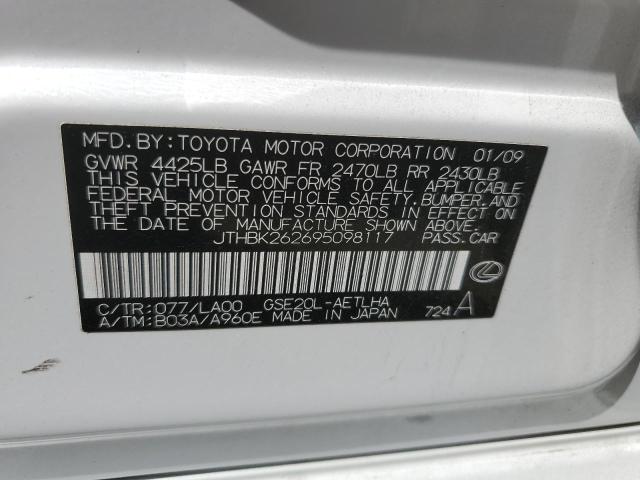 MFD.BY:TOYOTA MOTOR CORPORATION 01/09
GVWR 4425LB GAWR FR 2470LB RR 2430LB
THIS VEHICLE CONFORMS TO ALL APPLICABLE
FEDERAL MOTOR VEHICLE SAFETY,BUMPER,AND
THEFT PREVENTION STANDARDS IN EFFECT ON
THE DATE OF MANUFACTURE SHOWN ABOVE.
JTHBK262695098117 PASS.CAR
C/TR:077/LA00 GSE20L-AETLHA
A/TM:B03A/A960E MADE IN JAPAN 724 A